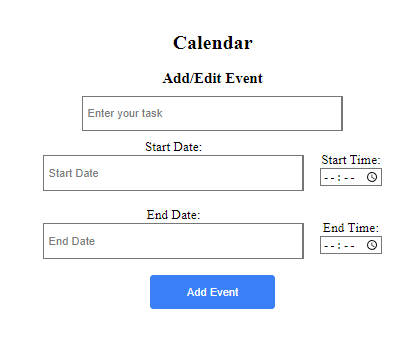 Calendar
Add/Edit Event
Enter your task
Start Date:
Start Date
Start Time:
--:--
End Date:
End Date
End Time:
--:--
Add Event